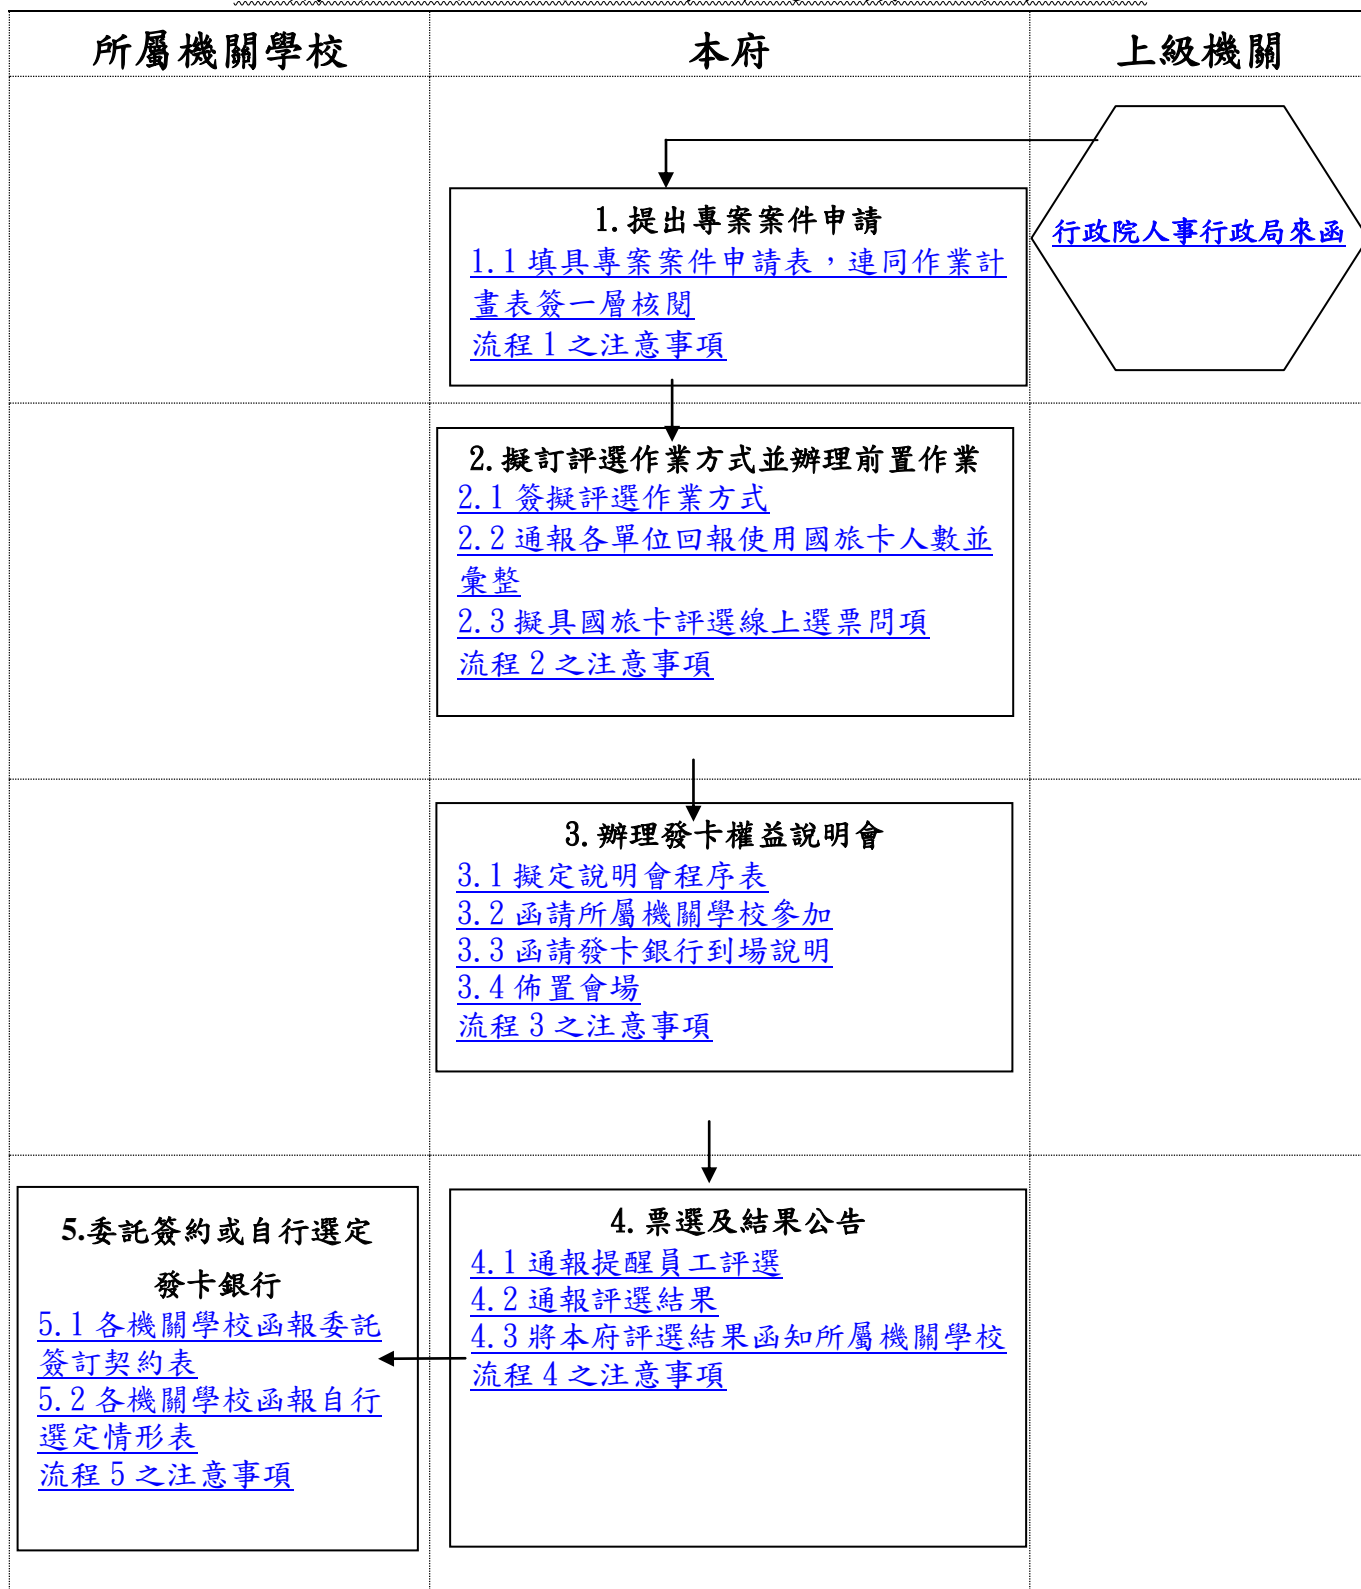 所屬機關學校
本府
上級機關
行政院人事行政局來函
1.提出專案案件申請
1.1 填具專案案件申請表，連同作業計
畫表簽一層核閱
流程 1 之注意事項
2.擬訂評選作業方式並辦理前置作業
2.1 簽擬評選作業方式
2.2 通報各單位回報使用國旅卡人數並
彙整
2.3 擬具國旅卡評選線上選票問項
流程 2 之注意事項
3.辦理發卡權益說明會
3.1 擬定說明會程序表
3.2 函請所屬機關學校參加
3.3 函請發卡銀行到場說明
3.4 佈置會場
流程 3 之注意事項
4.票選及結果公告
4.1 通報提醒員工評選
4.2 通報評選結果
4.3 將本府評選結果函知所屬機關學校
流程 4 之注意事項
5.委託簽約或自行選定
發卡銀行
5.1 各機關學校函報委託
簽訂契約表
5.2 各機關學校函報自行
選定情形表
流程 5 之注意事項